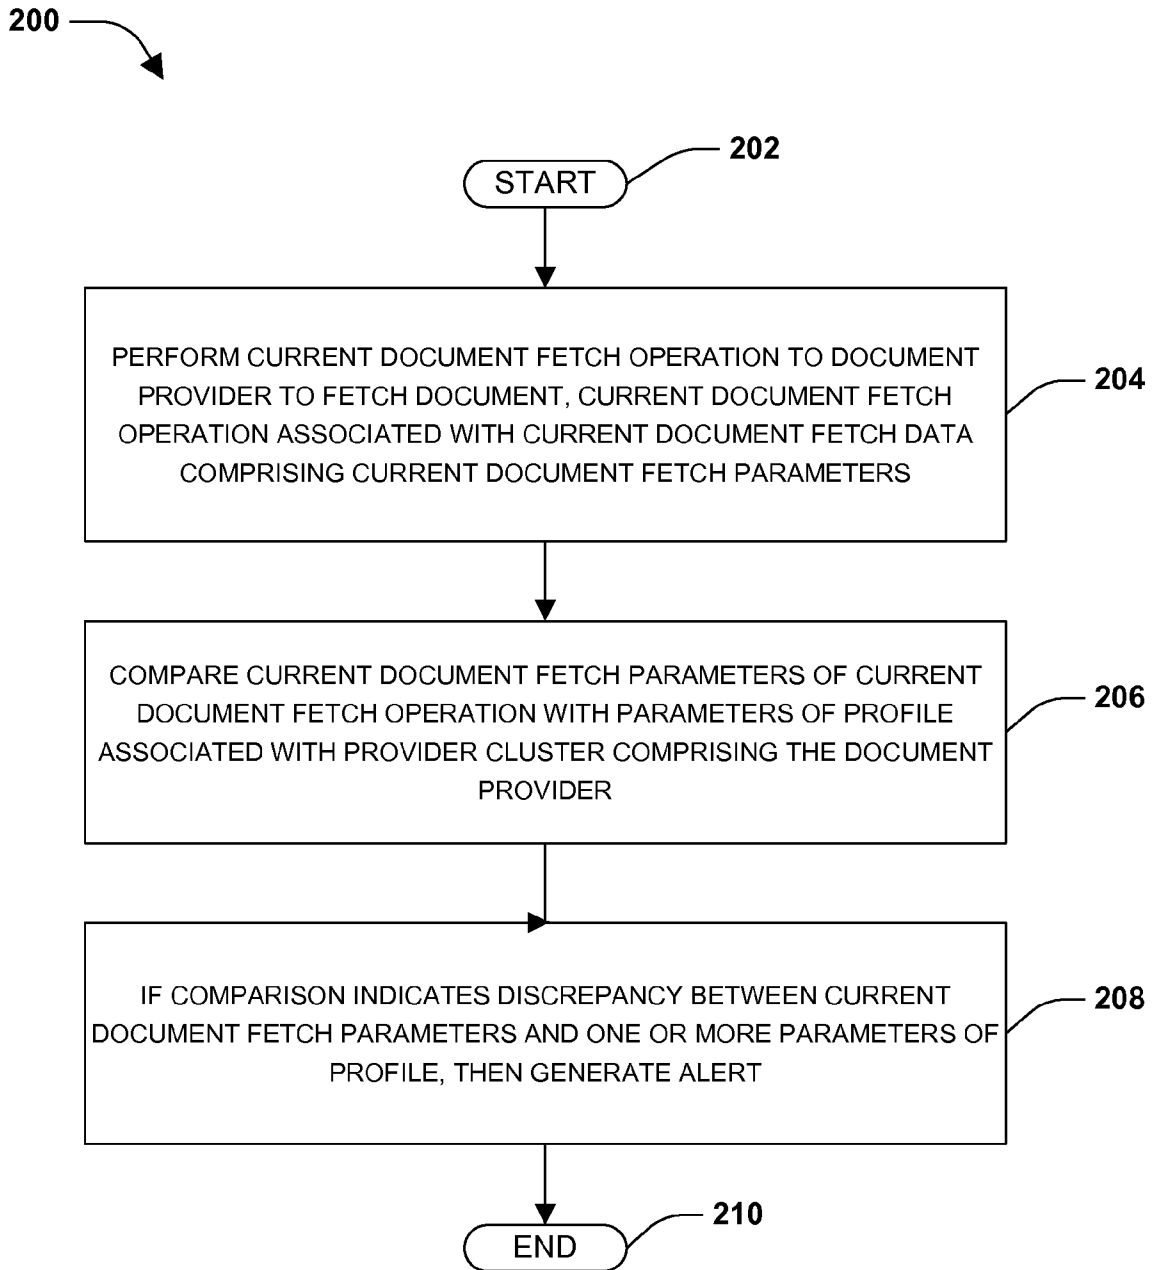 200
202
START
PERFORM CURRENT DOCUMENT FETCH OPERATION TO DOCUMENT
PROVIDER TO FETCH DOCUMENT, CURRENT DOCUMENT FETCH
OPERATION ASSOCIATED WITH CURRENT DOCUMENT FETCH DATA
COMPRISING CURRENT DOCUMENT FETCH PARAMETERS
204
COMPARE CURRENT DOCUMENT FETCH PARAMETERS OF CURRENT
DOCUMENT FETCH OPERATION WITH PARAMETERS OF PROFILE
ASSOCIATED WITH PROVIDER CLUSTER COMPRISING THE DOCUMENT
PROVIDER
206
IF COMPARISON INDICATES DISCREPANCY BETWEEN CURRENT
DOCUMENT FETCH PARAMETERS AND ONE OR MORE PARAMETERS OF
PROFILE, THEN GENERATE ALERT
208
210
END